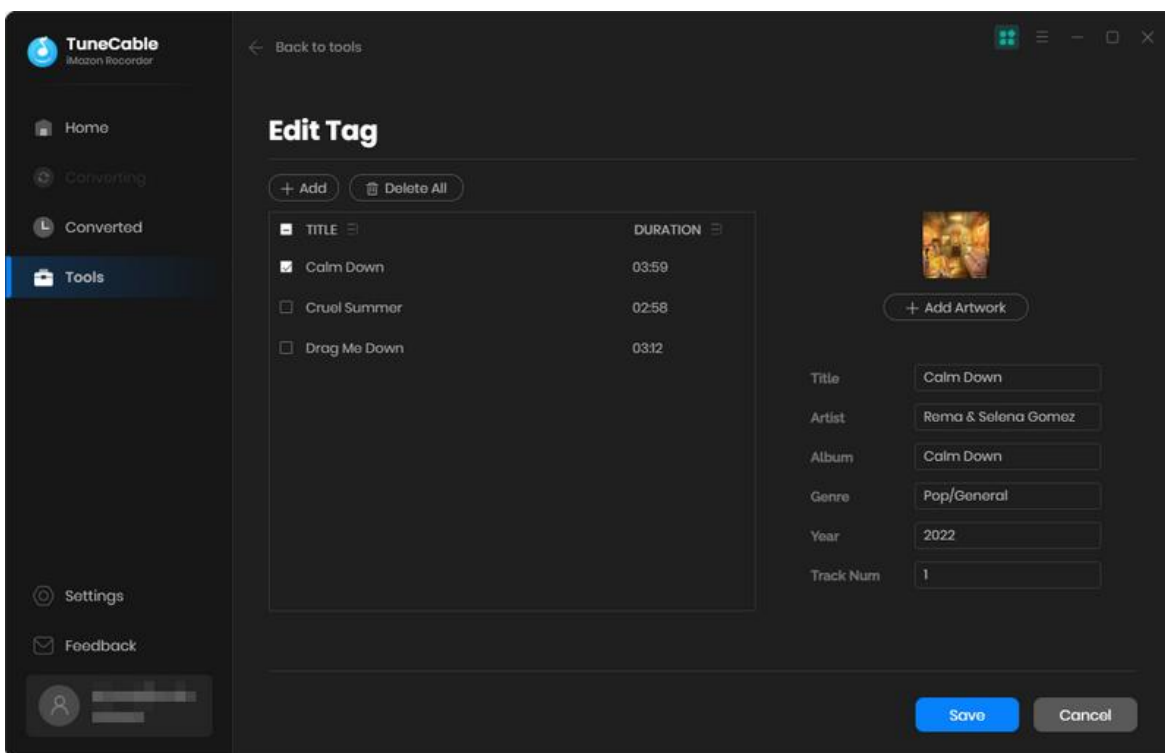 TuneCable
iMazon Recorder
Back to tools
Home
Converting
Converted
Tools
Settings
Feedback
Edit Tag
+ Add
Delete All
TITLE DURATION
Calm Down 03:59
Cruel Summer 02:58
Drag Me Down 03:12
+ Add Artwork
Title Calm Down
Artist Rema & Selena Gomez
Album Calm Down
Genre Pop/General
Year 2022
Track Num 1
Save
Cancel